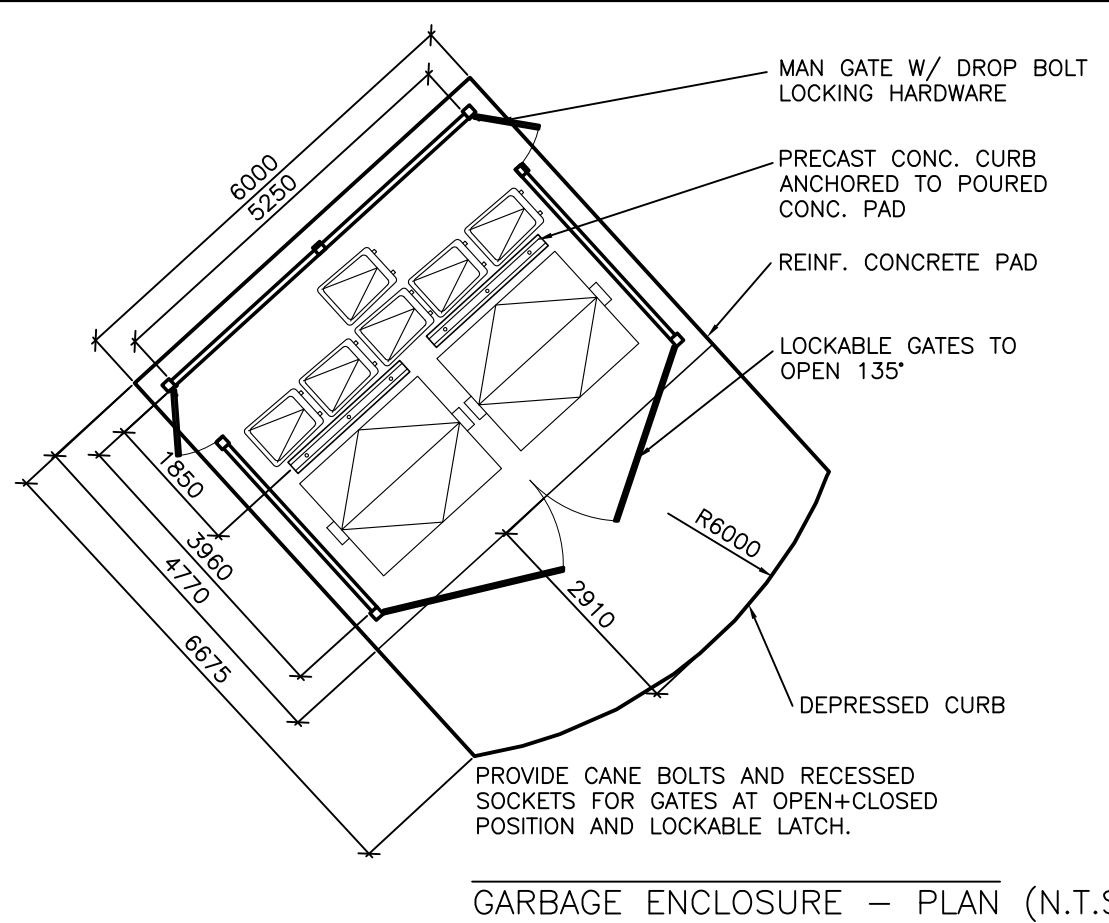 MAN GATE W/ DROP BOLT
LOCKING HARDWARE
PRECAST CONC. CURB
ANCHORED TO POURED
CONC. PAD
REINF. CONCRETE PAD
LOCKABLE GATES TO
OPEN 135°
6000
5250
1850
3960
4770
6675
2910
R6000
DEPRESSED CURB
PROVIDE CANE BOLTS AND RECESSED
SOCKETS FOR GATES AT OPEN+CLOSED
POSITION AND LOCKABLE LATCH.
GARBAGE ENCLOSURE – PLAN (N.T.S